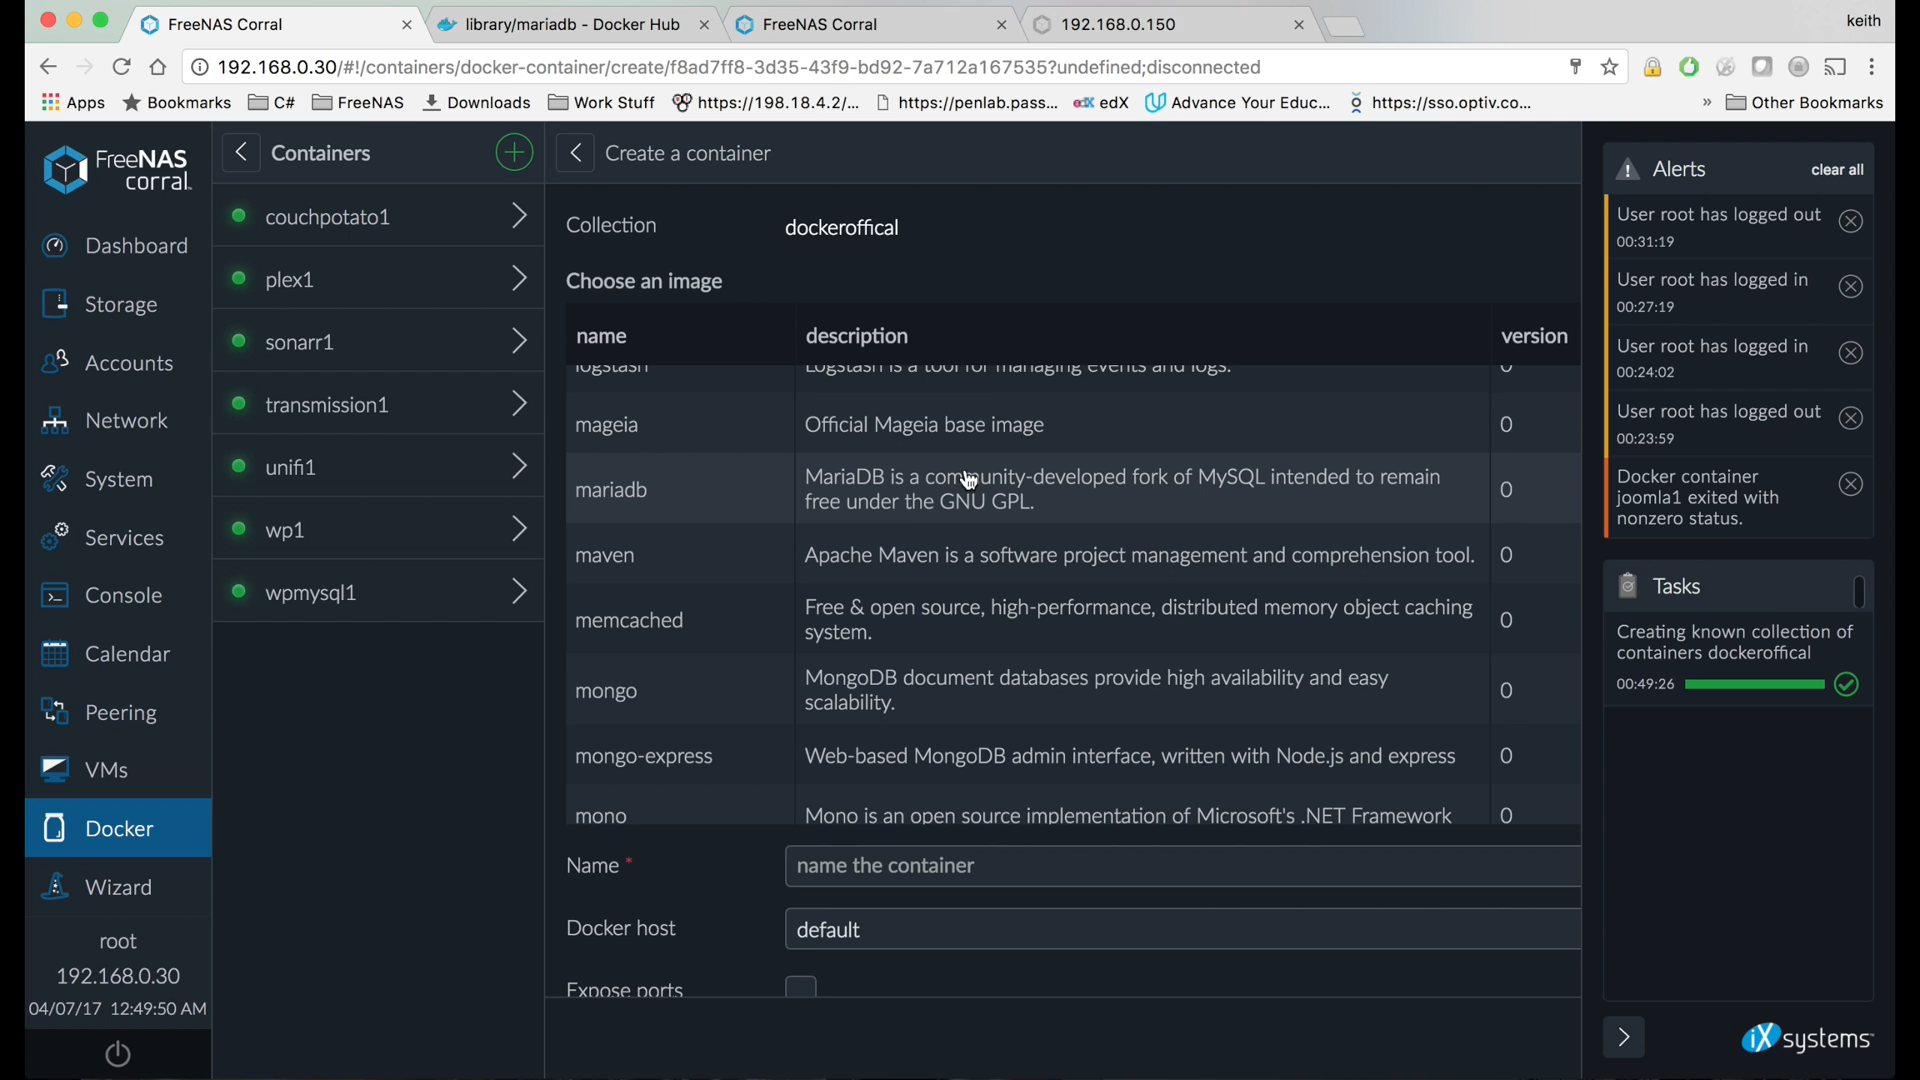 FreeNAS Corral
library/mariadb - Docker Hub
FreeNAS Corral
192.168.0.150
keith
192.168.0.30/#!/containers/docker-container/create/f8ad7ff8-3d35-43f9-bd92-7a712a167535?undefined;disconnected
Apps
Bookmarks
C#
FreeNAS
Downloads
Work Stuff
https://198.18.4.2/...
https://penlab.pass...
edX
edX
Advance Your Educ...
https://sso.optiv.co...
»
Other Bookmarks
FreeNAS
corral
Dashboard
Storage
Accounts
Network
System
Services
Console
Calendar
Peering
VMs
Docker
Wizard
root
192.168.0.30
04/07/17 12:49:50 AM
Containers
couchpotato1
plex1
sonarr1
transmission1
unifi1
wp1
wpmysql1
Create a container
Collection dockeroffical
Choose an image
name description version
logstash Logstash is a tool for managing events and logs. 0
mageia Official Mageia base image 0
mariadb MariaDB is a community-developed fork of MySQL intended to remain
free under the GNU GPL. 0
maven Apache Maven is a software project management and comprehension tool. 0
memcached Free & open source, high-performance, distributed memory object caching
system. 0
mongo MongoDB document databases provide high availability and easy
scalability. 0
mongo-express Web-based MongoDB admin interface, written with Node.js and express 0
mono Mono is an open source implementation of Microsoft's .NET Framework 0
Name * name the container
Docker host default
Expose ports
Alerts clear all
User root has logged out
00:31:19
User root has logged in
00:27:19
User root has logged in
00:24:02
User root has logged out
00:23:59
Docker container
joomla1 exited with
nonzero status.
Tasks
Creating known collection of
containers dockeroffical
00:49:26
iXsystems